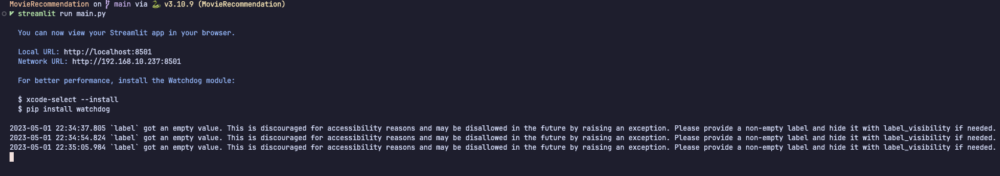 MovieRecommendation on main via v3.10.9 (MovieRecommendation)
streamlit run main.py
You can now view your Streamlit app in your browser.
Local URL: http://localhost:8501
Network URL: http://192.168.10.237:8501
For better performance, install the Watchdog module:
$ xcode-select --install
$ pip install watchdog
2023-05-01 22:34:37.805 `label` got an empty value. This is discouraged for accessibility reasons and may be disallowed in the future by raising an exception. Please provide a non-empty label and hide it with label_visibility if needed.
2023-05-01 22:34:54.824 `label` got an empty value. This is discouraged for accessibility reasons and may be disallowed in the future by raising an exception. Please provide a non-empty label and hide it with label_visibility if needed.
2023-05-01 22:35:05.984 `label` got an empty value. This is discouraged for accessibility reasons and may be disallowed in the future by raising an exception. Please provide a non-empty label and hide it with label_visibility if needed.